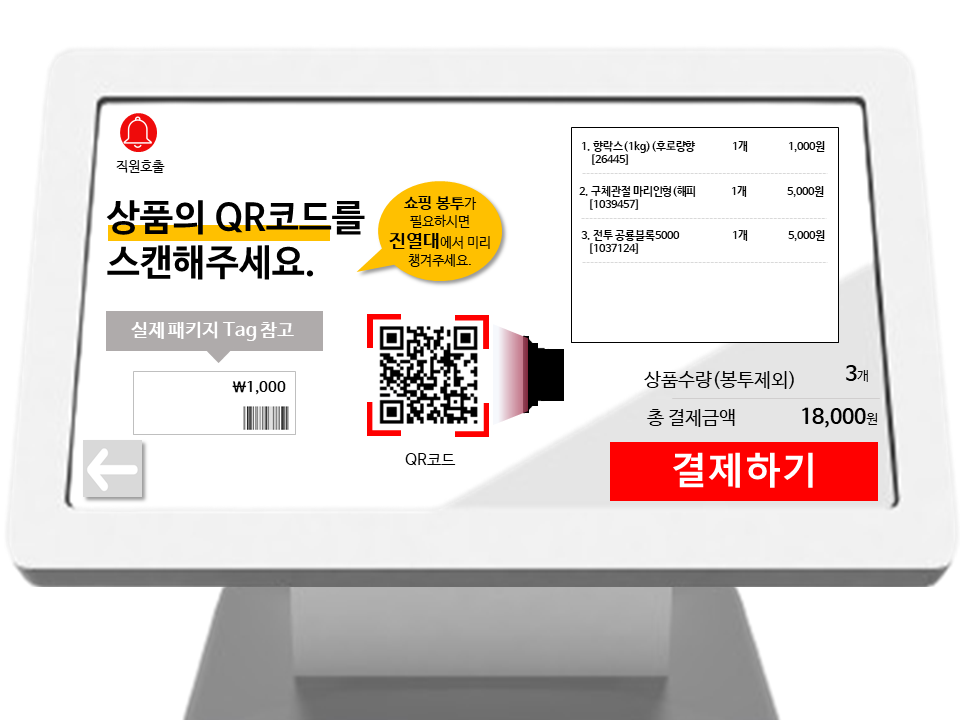 직원호출
상품의 QR코드를
스캔해주세요.
쇼핑 봉투가
필요하시면
진열대에서 미리
챙겨주세요.
실제 패키지 Tag 참고
₩1,000
QR코드
1. 향락스(1kg)(후로랄향 1개 1,000원
[26445]
2. 구체관절 마리인형(해피 1개 5,000원
[1039457]
3. 전투 공룡블록5000 1개 5,000원
[1037124]
상품수량(봉투제외) 3개
총 결제금액 18,000원
결제하기